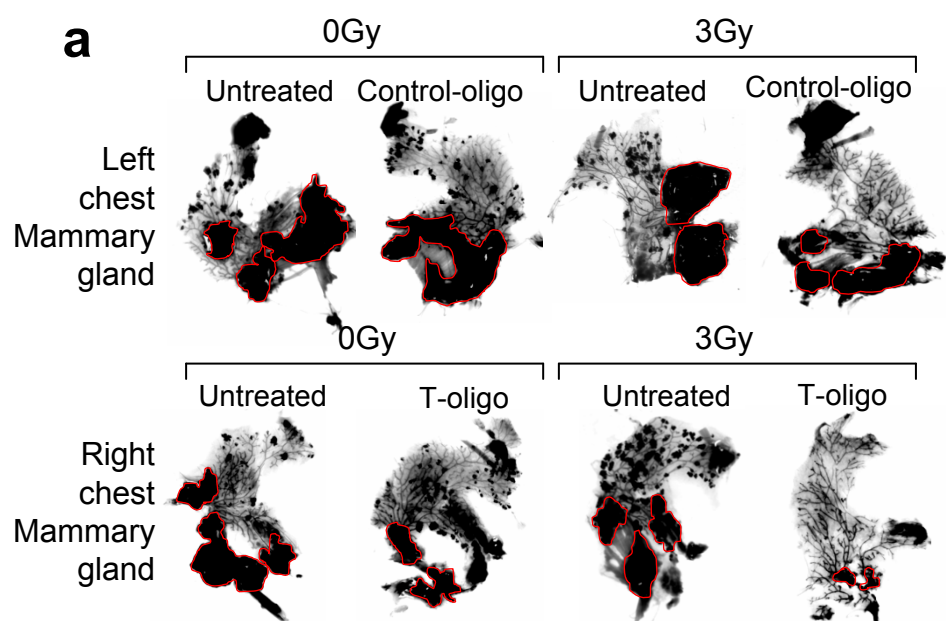 a
0Gy
3Gy
Untreated
Control-oligo
Untreated
Control-oligo
Left
chest
Mammary
gland
0Gy
3Gy
Untreated
T-oligo
Untreated
T-oligo
Right
chest
Mammary
gland